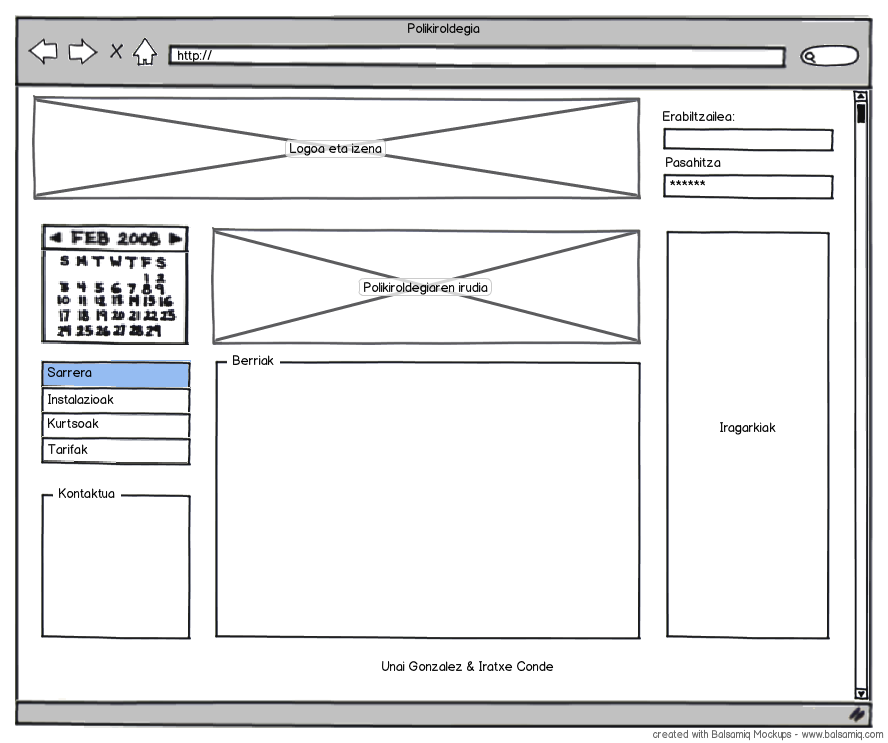 Polikiroldegia
http://
Logoa eta izena
Erabiltzailea:
Pasahitza
******
FEB 2008
S M T W T F S
1 2
3 4 5 6 7 8 9
10 11 12 13 14 15 16
17 18 19 20 21 22 23
24 25 26 27 28 29
Polikiroldegiaren irudia
Sarrera
Instalazioak
Kurtsoak
Tarifak
Berriak
Iragarkiak
Kontaktua
Unai Gonzalez & Iratxe Conde
created with Balsamiq Mockups - www.balsamiq.com